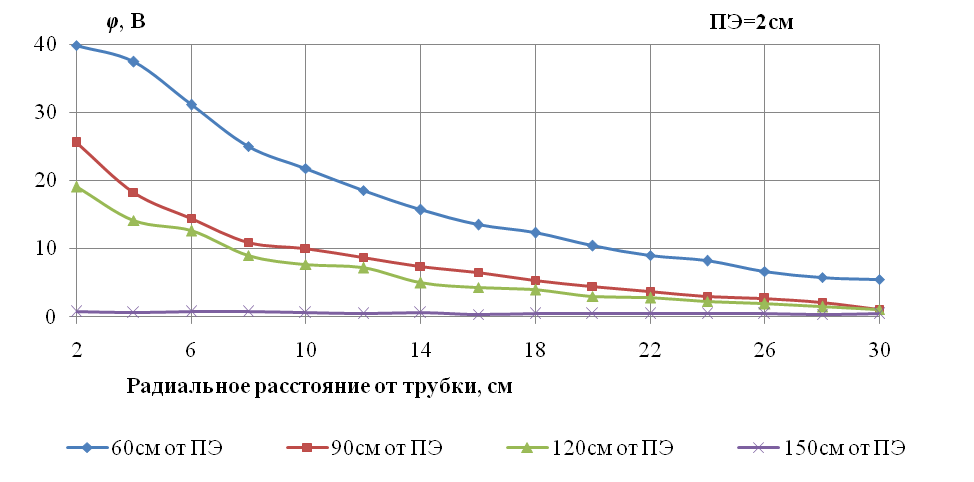 φ, В
ПЭ=2см
40
30
20
10
0
2 6 10 14 18 22 26 30
Радиальное расстояние от трубки, см
60см от ПЭ 90см от ПЭ 120см от ПЭ 150см от ПЭ